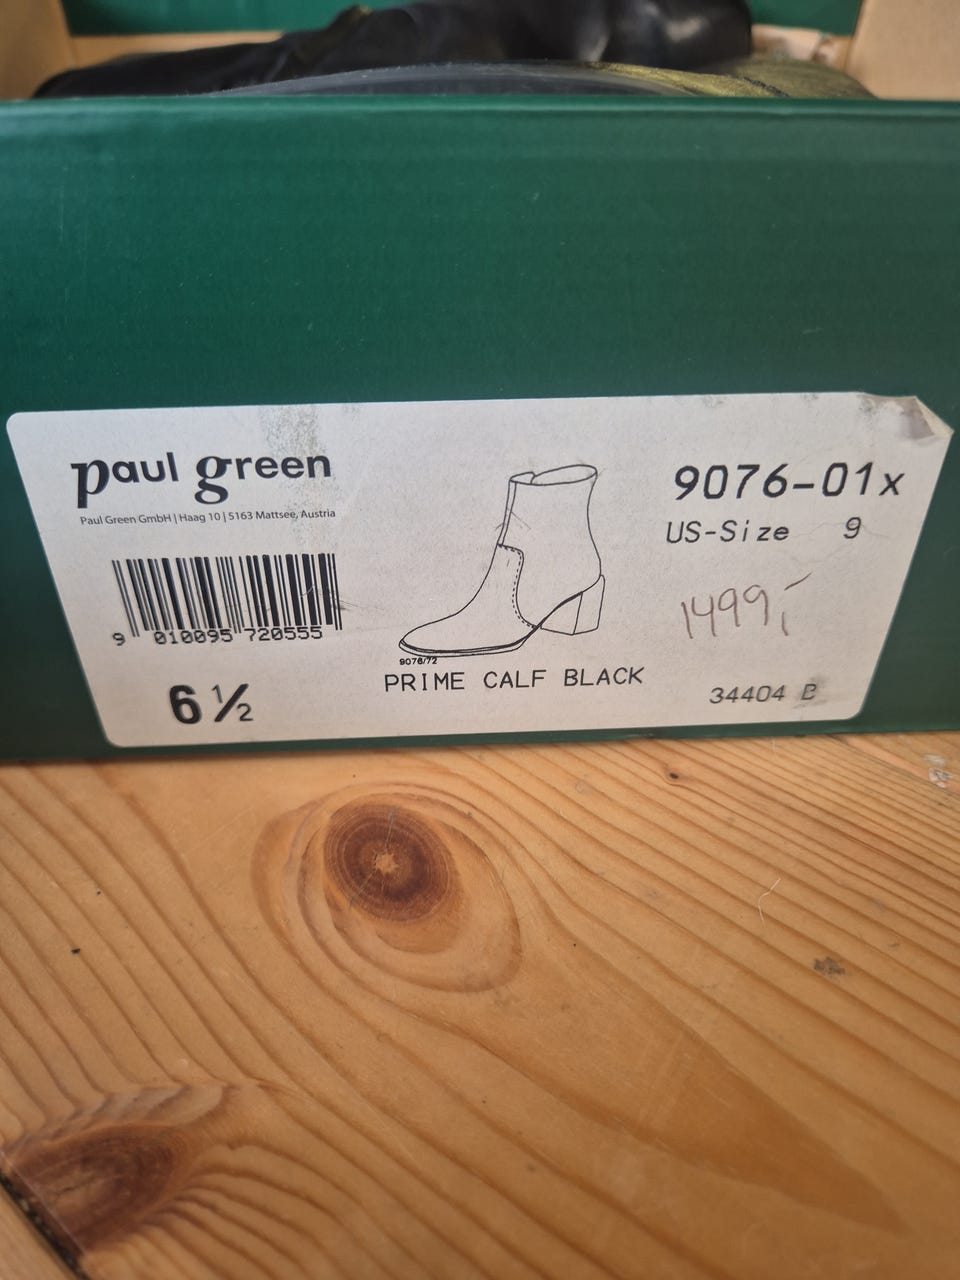 paul green
Paul Green GmbH | Haag 10 | 5163 Mattsee, Austria
9 010095 720555
6 ½
9076/72
PRIME CALF BLACK
9076-01x
US-Size 9
1499,-
34404 B